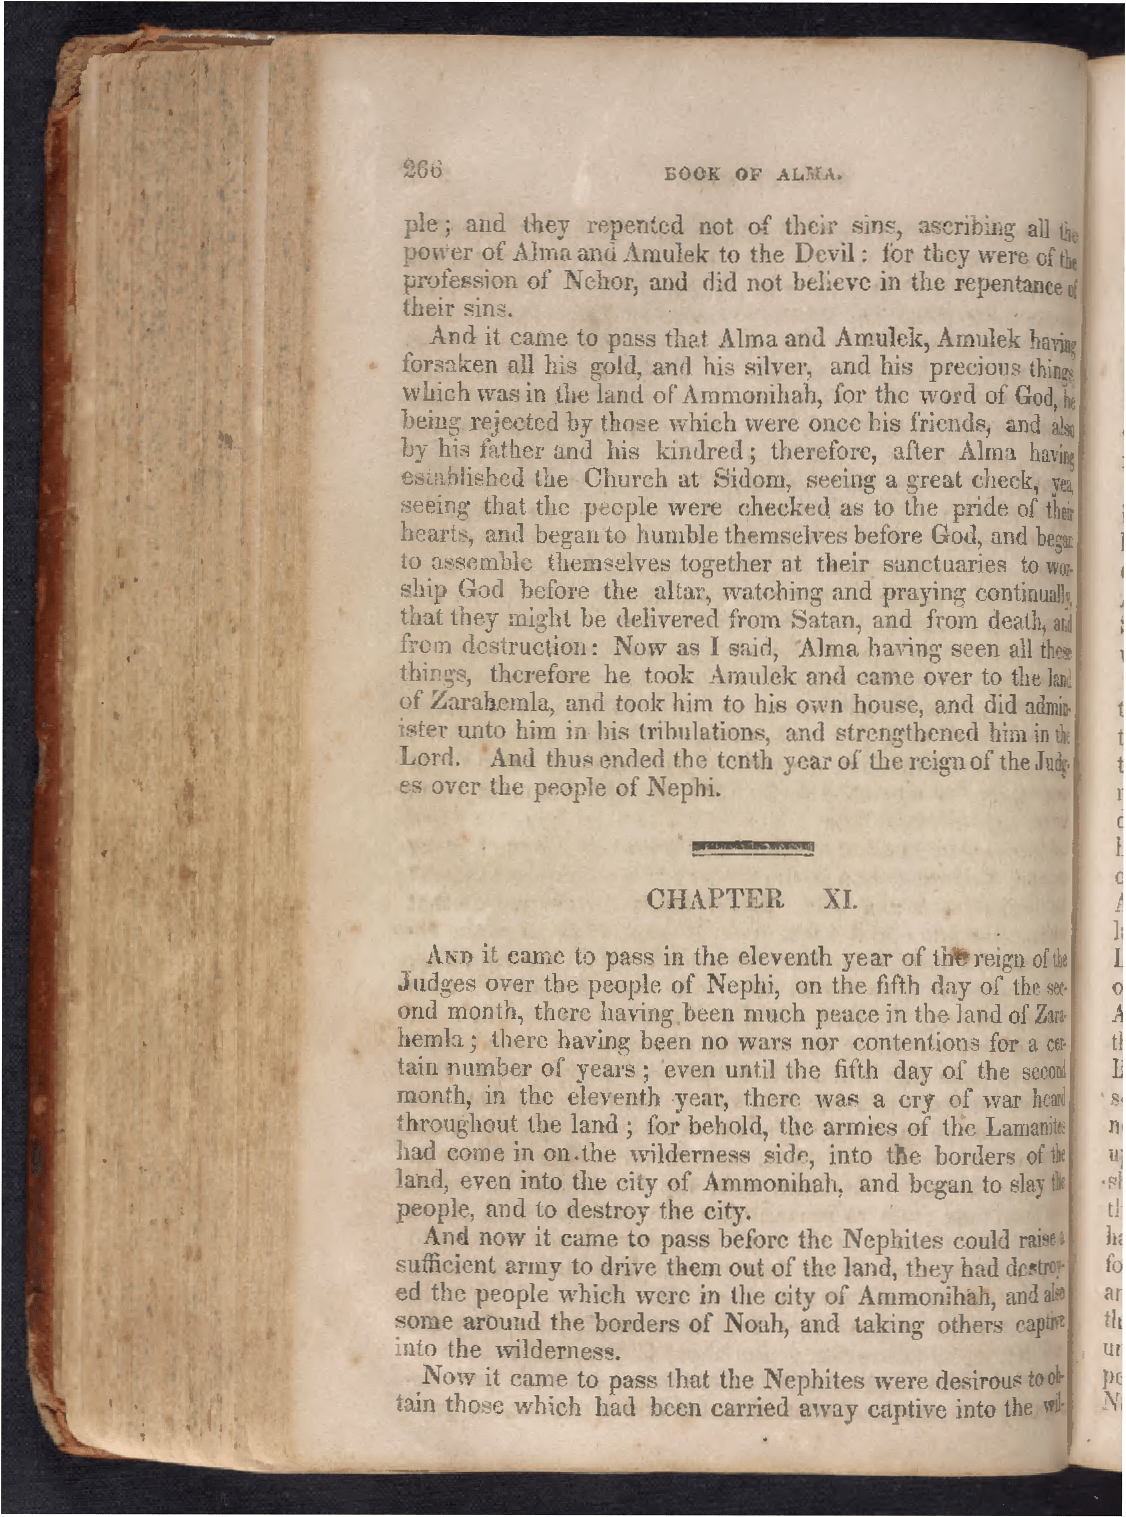 266 BOOK OF ALMA.
ple; and they repented not of their sins, ascribing all the
power of Alma and Amulek to the Devil: for they were of the
profession of Nehor, and did not believe in the repentance of
their sins.
And it came to pass that Alma and Amulek, Amulek having
forsaken all his gold, and his silver, and his precious things
which was in the land of Ammonihah, for the word of God, he
being rejected by those which were once his friends, and also
by his father and his kindred; therefore, after Alma having
established the Church at Sidom, seeing a great check, yea,
seeing that the people were checked as to the pride of their
hearts, and began to humble themselves before God, and began
to assemble themselves together at their sanctuaries to wor-
ship God before the altar, watching and praying continually,
that they might be delivered from Satan, and from death, and
from destruction: Now as I said, Alma having seen all these
things, therefore he took Amulek and came over to the land
of Zarahemla, and took him to his own house, and did admin-
ister unto him in his tribulations, and strengthened him in the
Lord. And thus ended the tenth year of the reign of the Judg-
es over the people of Nephi.
CHAPTER XI.
AND it came to pass in the eleventh year of the reign of the
Judges over the people of Nephi, on the fifth day of the sec-
ond month, there having been much peace in the land of Zara-
hemla; there having been no wars nor contentions for a cer-
tain number of years; even until the fifth day of the second
month, in the eleventh year, there was a cry of war heard
throughout the land; for behold, the armies of the Lamanites
had come in on the wilderness side, into the borders of the
land, even into the city of Ammonihah, and began to slay the
people, and to destroy the city.
And now it came to pass before the Nephites could raise a
sufficient army to drive them out of the land, they had destroy-
ed the people which were in the city of Ammonihah, and also
some around the borders of Noah, and taking others captive
into the wilderness.
Now it came to pass that the Nephites were desirous to ob-
tain those which had been carried away captive into the wil-